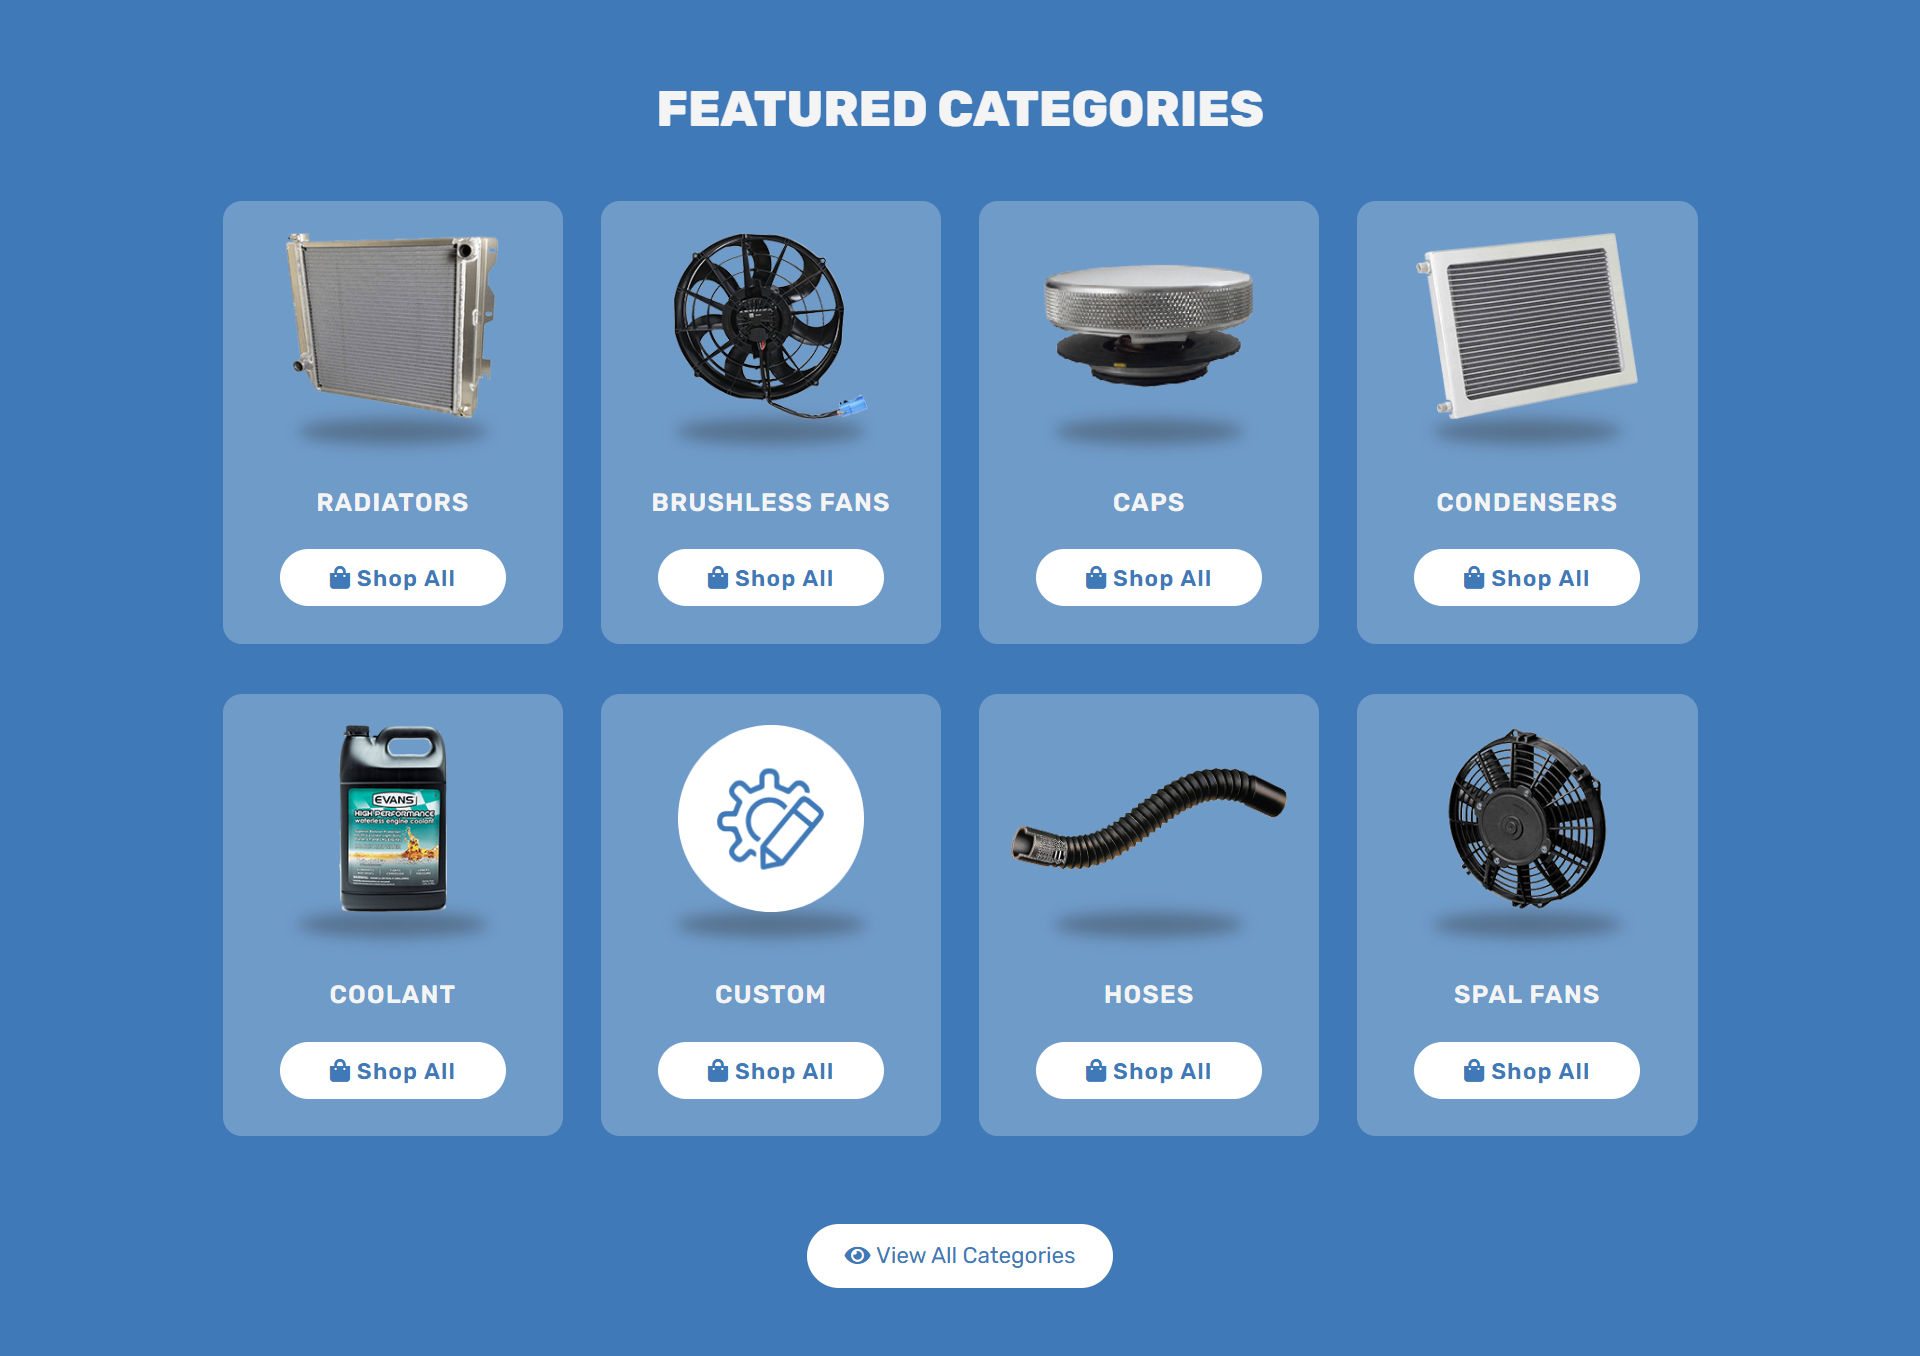 FEATURED CATEGORIES
RADIATORS
BRUSHLESS FANS
CAPS
CONDENSERS
Shop All
Shop All
Shop All
Shop All
EVANS
HIGH PERFORMANCE
waterless engine coolant
COOLANT
CUSTOM
HOSES
SPAL FANS
Shop All
Shop All
Shop All
Shop All
View All Categories